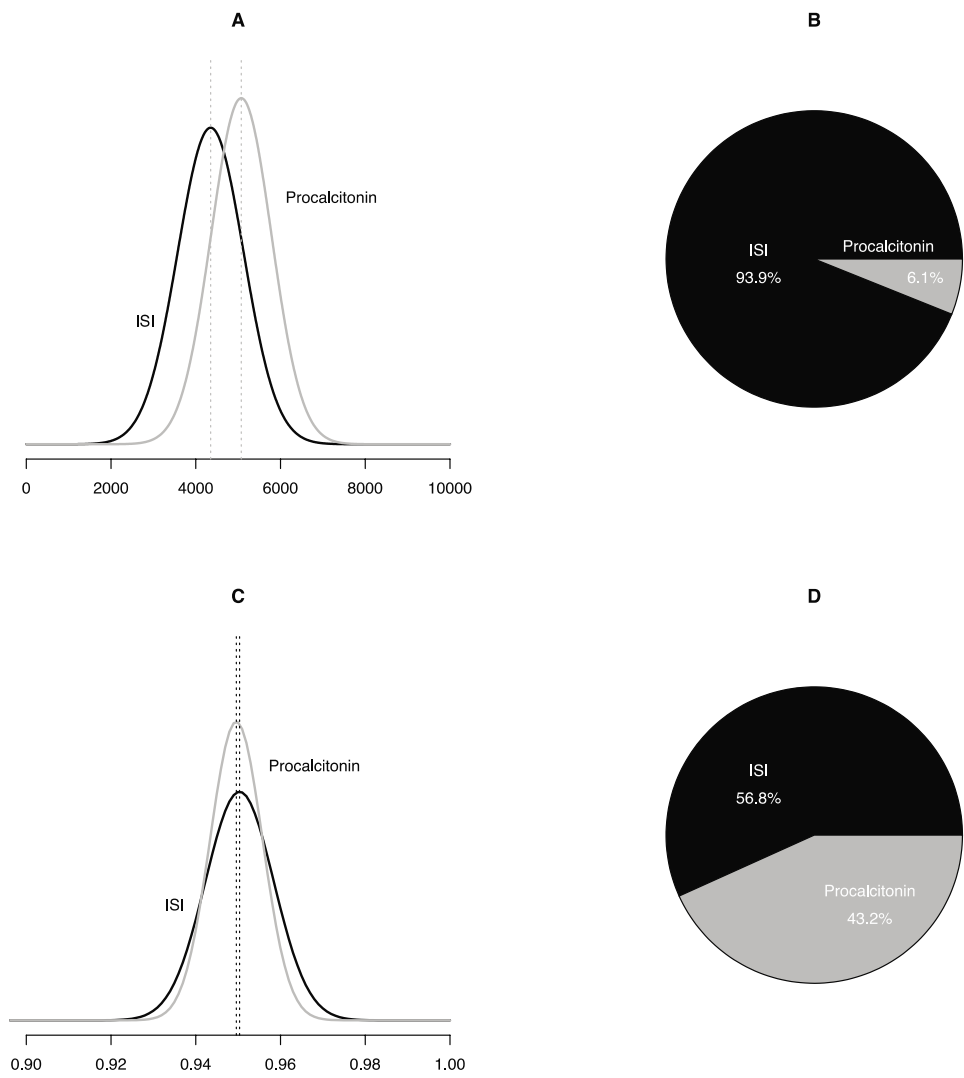 A
Procalcitonin
ISI
0 2000 4000 6000 8000 10000
B
ISI
93.9%
Procalcitonin
6.1%
C
Procalcitonin
ISI
0.90 0.92 0.94 0.96 0.98 1.00
D
ISI
56.8%
Procalcitonin
43.2%